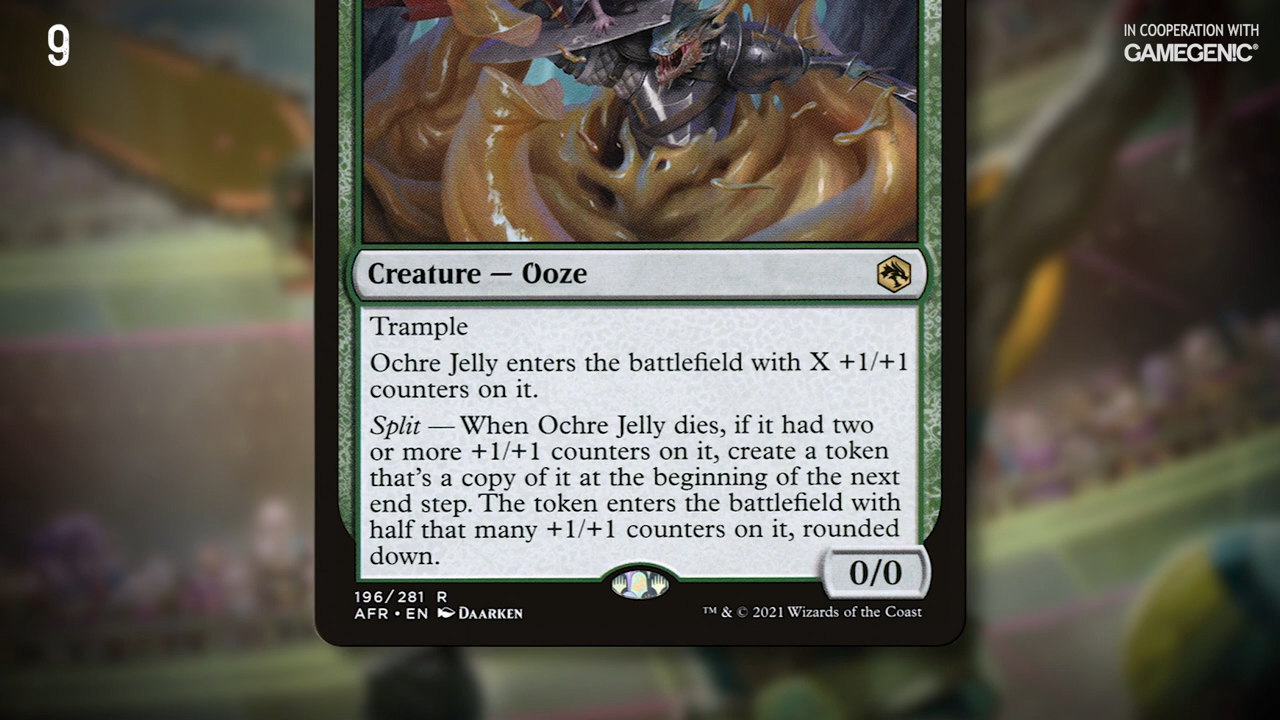 9
IN COOPERATION WITH
GAMEGENIC®
Creature — Ooze
Trample
Ochre Jelly enters the battlefield with X +1/+1
counters on it.
Split — When Ochre Jelly dies, if it had two
or more +1/+1 counters on it, create a token
that's a copy of it at the beginning of the next
end step. The token enters the battlefield with
half that many +1/+1 counters on it, rounded
down.
0/0
196/281 R
AFR • EN DAARKEN
™ & © 2021 Wizards of the Coast